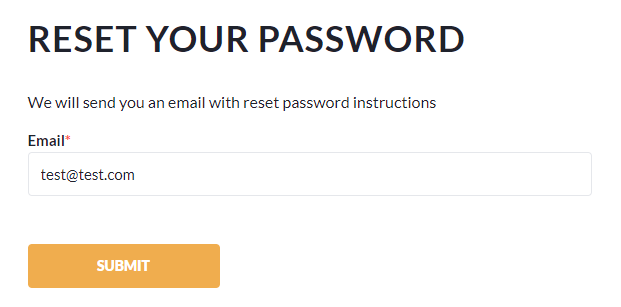 RESET YOUR PASSWORD
We will send you an email with reset password instructions
Email*
test@test.com
SUBMIT